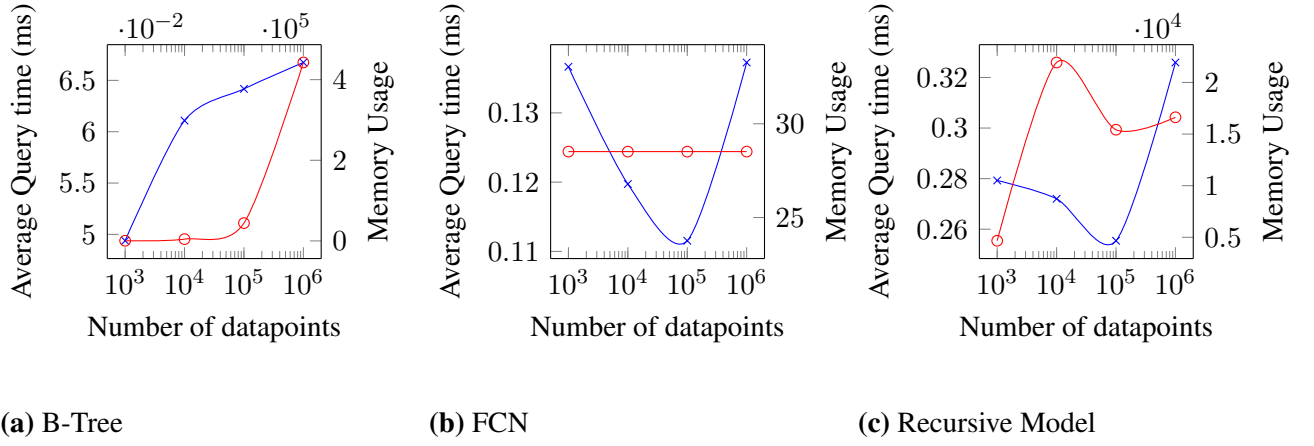 ·10⁻² ·10⁵
Average Query time (ms)
6.5
6
5.5
5
4
2
0
Memory Usage
10³ 10⁴ 10⁵ 10⁶
Number of datapoints
(a) B-Tree
Average Query time (ms)
0.13
0.12
0.11
30
25
Memory Usage
10³ 10⁴ 10⁵ 10⁶
Number of datapoints
(b) FCN
·10⁴
Average Query time (ms)
0.32
0.3
0.28
0.26
2
1.5
1
0.5
Memory Usage
10³ 10⁴ 10⁵ 10⁶
Number of datapoints
(c) Recursive Model